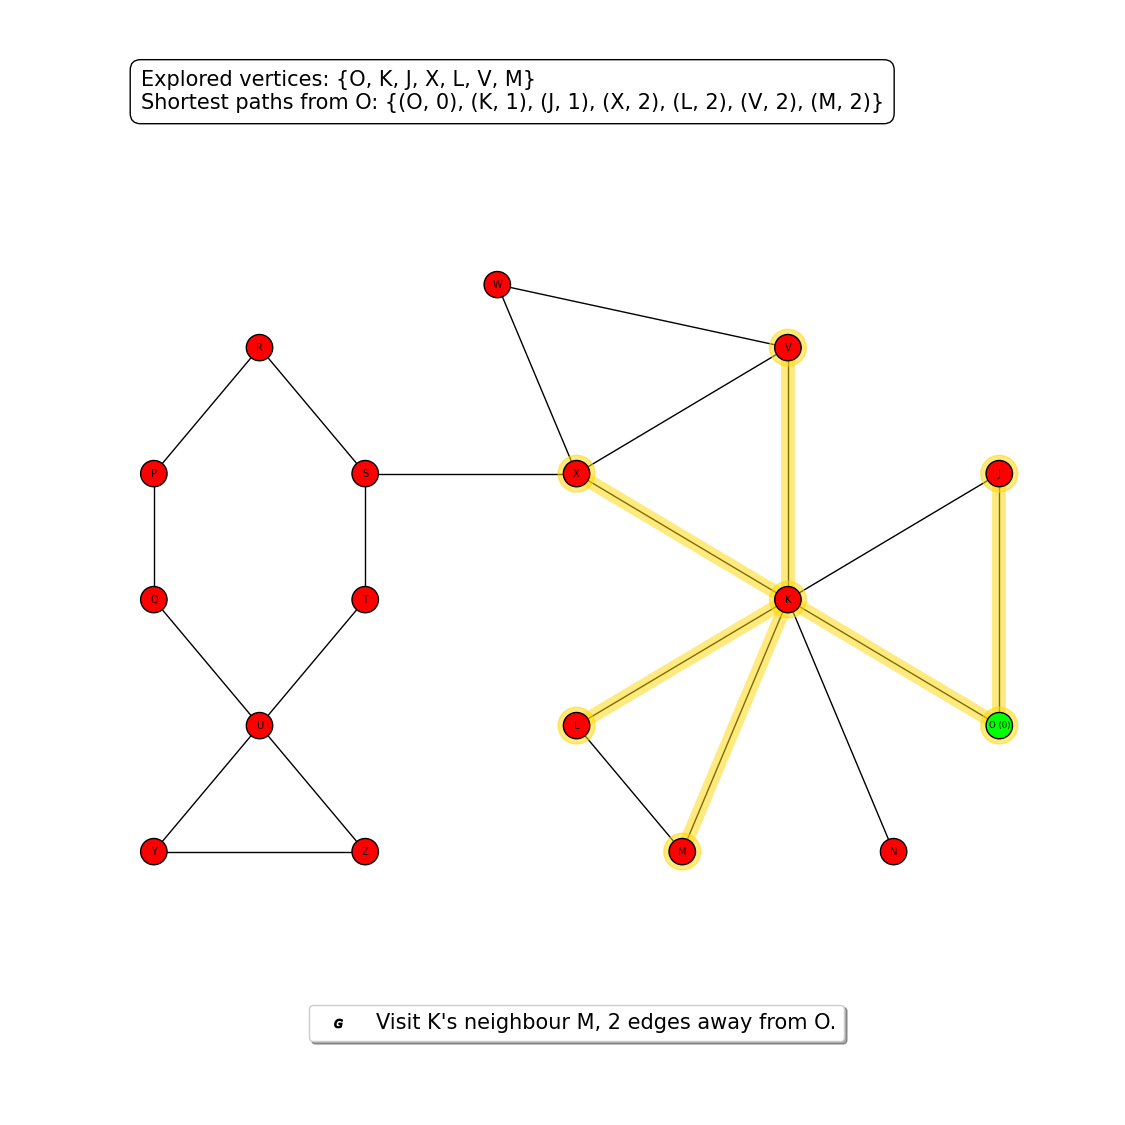 Explored vertices: {O, K, J, X, L, V, M}
Shortest paths from O: {(O, 0), (K, 1), (J, 1), (X, 2), (L, 2), (V, 2), (M, 2)}
W
R
V
P
S
X
J
Q
T
K
U
L
O (0)
Y
Z
M
N
G Visit K's neighbour M, 2 edges away from O.